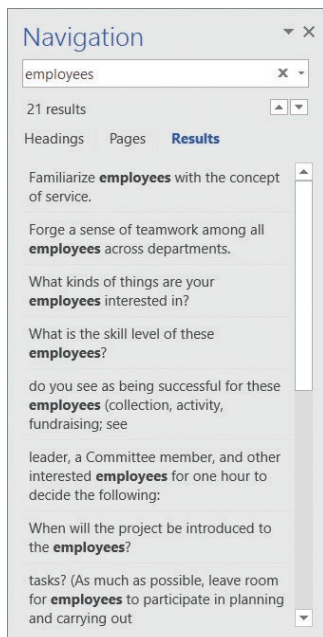 Navigation
employees
21 results
Headings Pages Results
Familiarize employees with the concept
of service.
Forge a sense of teamwork among all
employees across departments.
What kinds of things are your
employees interested in?
What is the skill level of these
employees?
do you see as being successful for these
employees (collection, activity,
fundraising; see
leader, a Committee member, and other
interested employees for one hour to
decide the following:
When will the project be introduced to
the employees?
tasks? (As much as possible, leave room
for employees to participate in planning
and carrying out